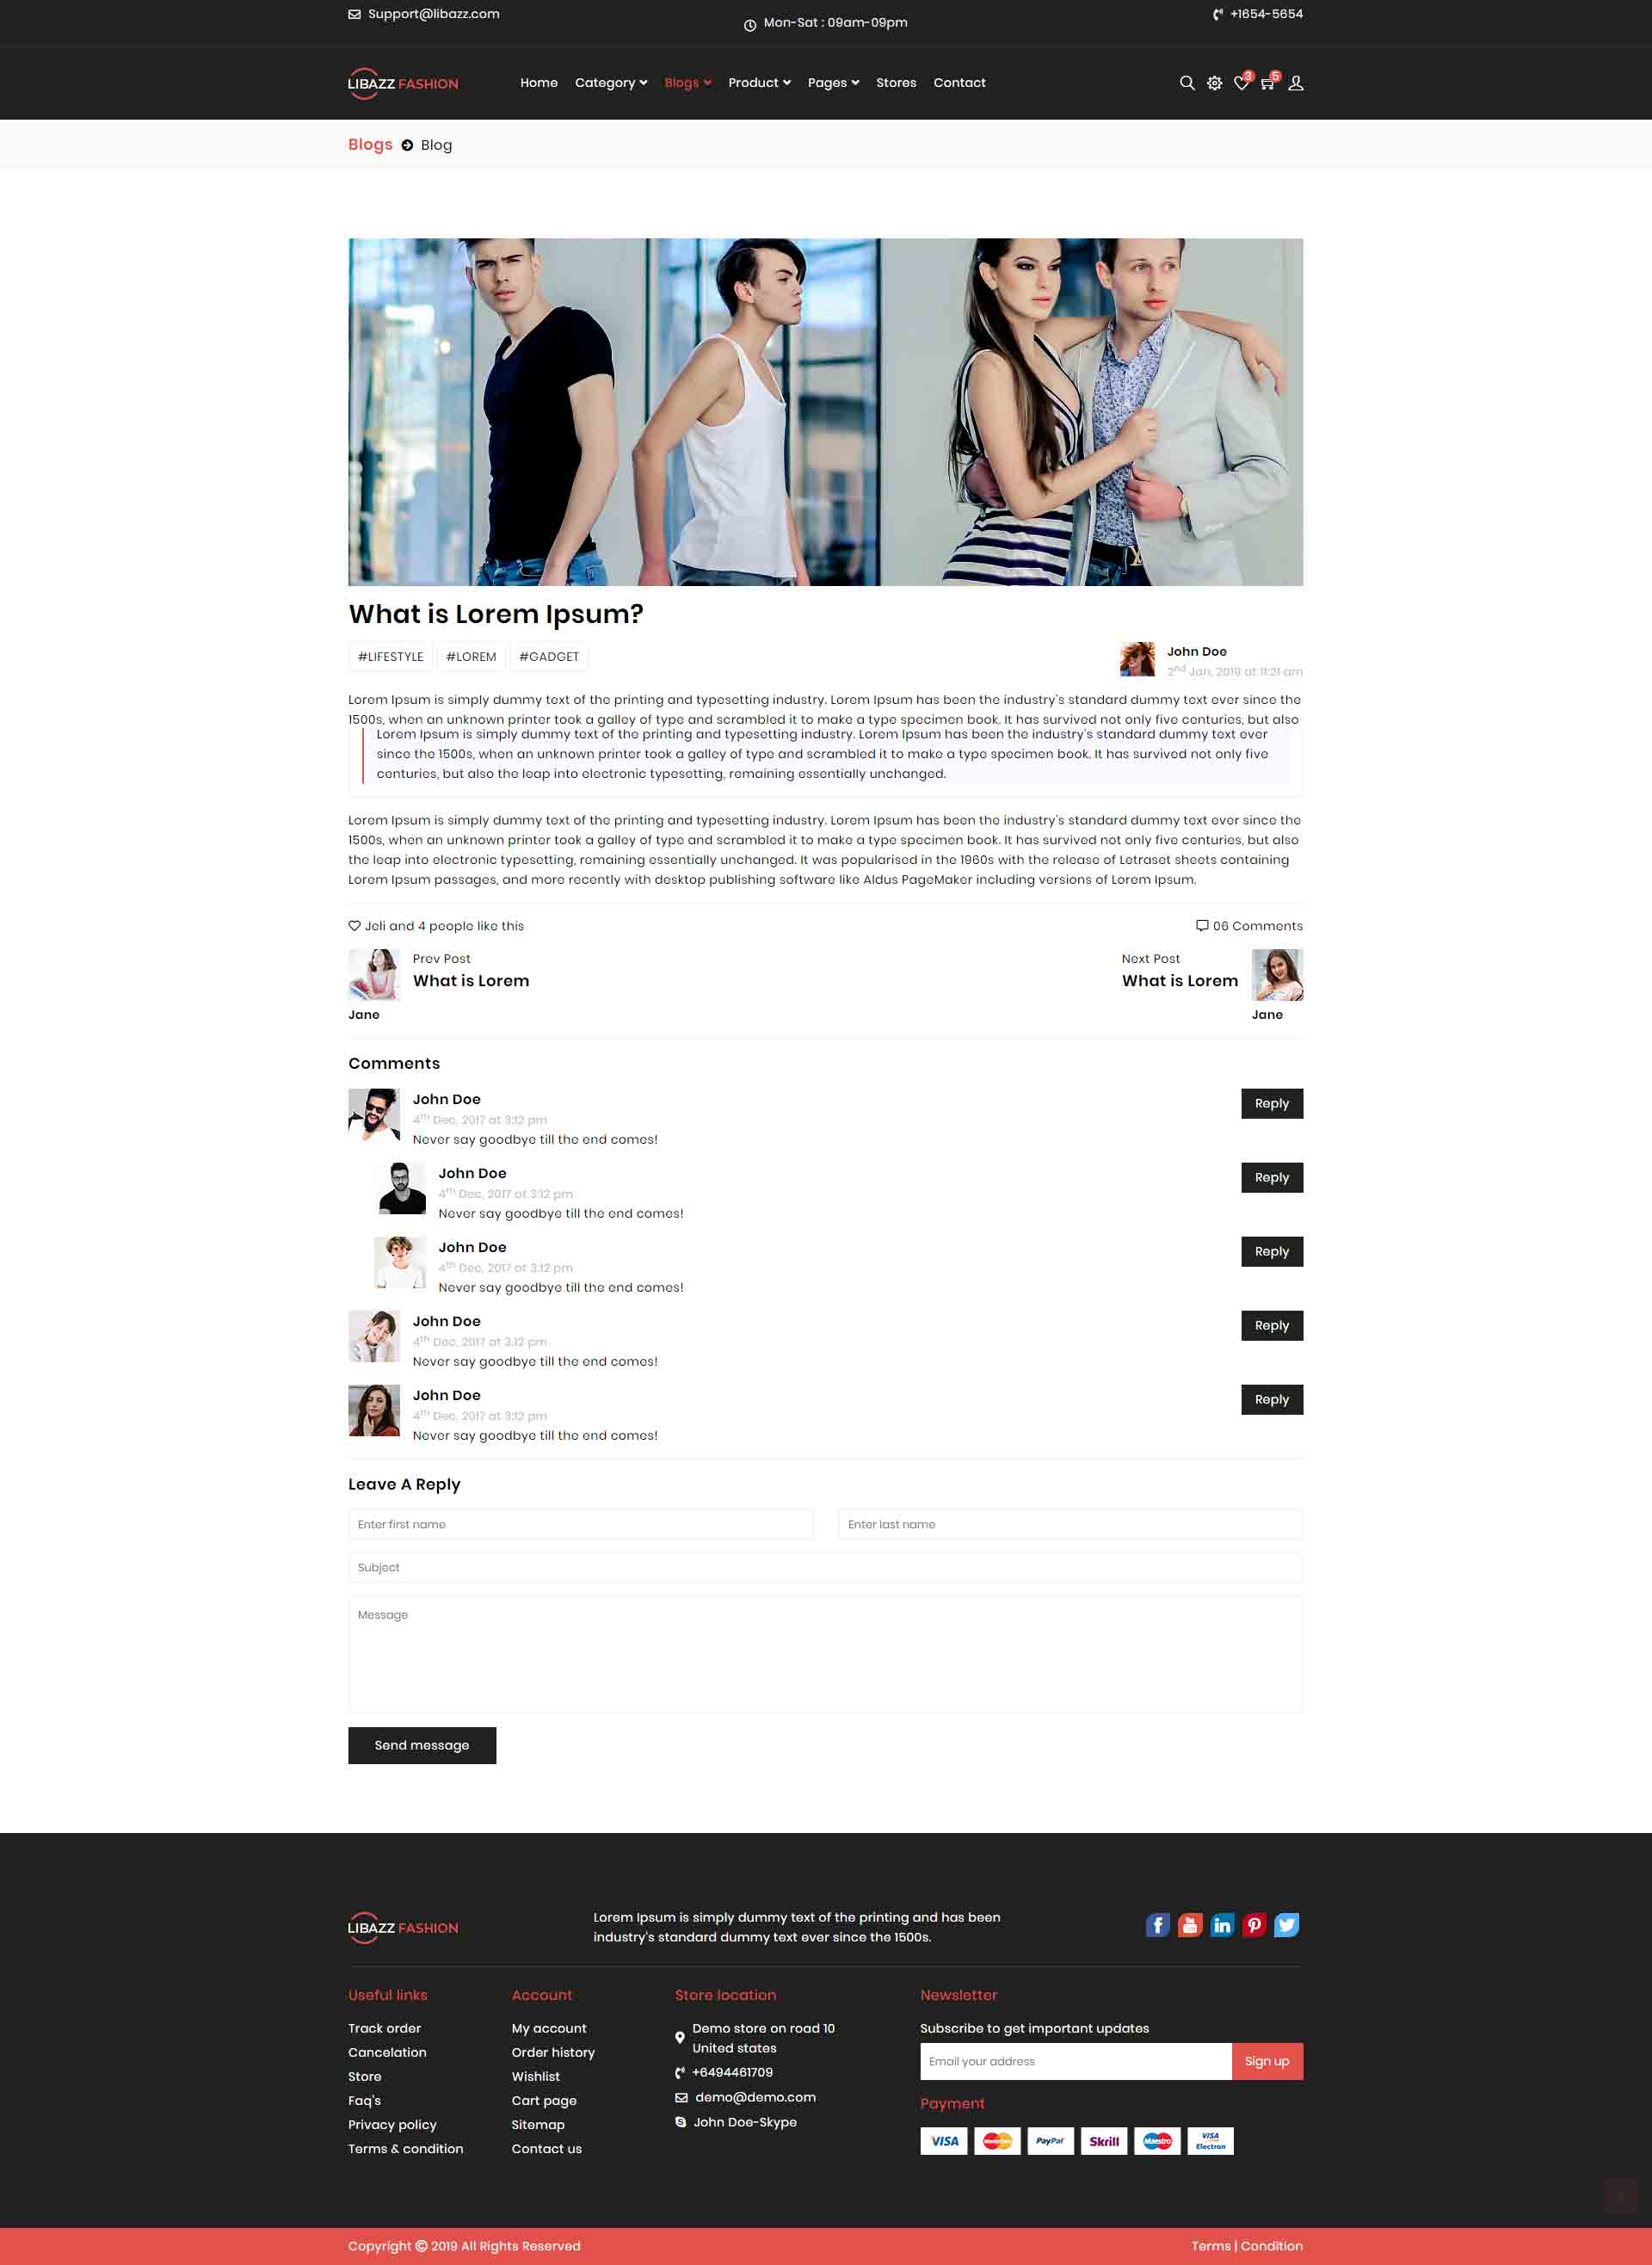 Support@libazz.com
Mon-Sat : 09am-09pm
+1654-5654
LIBAZZ FASHION
Home Category Blogs Product Pages Stores Contact
3 5
Blogs Blog
What is Lorem Ipsum?
#LIFESTYLE #LOREM #GADGET
John Doe
2nd Jan, 2019 at 11:21 am
Lorem Ipsum is simply dummy text of the printing and typesetting industry. Lorem Ipsum has been the industry's standard dummy text ever since the
1500s, when an unknown printer took a galley of type and scrambled it to make a type specimen book. It has survived not only five centuries, but also
Lorem Ipsum is simply dummy text of the printing and typesetting industry. Lorem Ipsum has been the industry's standard dummy text ever
since the 1500s, when an unknown printer took a galley of type and scrambled it to make a type specimen book. It has survived not only five
centuries, but also the leap into electronic typesetting, remaining essentially unchanged.
Lorem Ipsum is simply dummy text of the printing and typesetting industry. Lorem Ipsum has been the industry's standard dummy text ever since the
1500s, when an unknown printer took a galley of type and scrambled it to make a type specimen book. It has survived not only five centuries, but also
the leap into electronic typesetting, remaining essentially unchanged. It was popularised in the 1960s with the release of Letraset sheets containing
Lorem Ipsum passages, and more recently with desktop publishing software like Aldus PageMaker including versions of Lorem Ipsum.
Jeli and 4 people like this
06 Comments
Prev Post
What is Lorem
Jane
Next Post
What is Lorem
Jane
Comments
John Doe
4th Dec, 2017 at 3:12 pm
Never say goodbye till the end comes!
Reply
John Doe
4th Dec, 2017 at 3:12 pm
Never say goodbye till the end comes!
Reply
John Doe
4th Dec, 2017 at 3:12 pm
Never say goodbye till the end comes!
Reply
John Doe
4th Dec, 2017 at 3:12 pm
Never say goodbye till the end comes!
Reply
John Doe
4th Dec, 2017 at 3:12 pm
Never say goodbye till the end comes!
Reply
Leave A Reply
Enter first name
Enter last name
Subject
Message
Send message
LIBAZZ FASHION
Lorem Ipsum is simply dummy text of the printing and has been
industry's standard dummy text ever since the 1500s.
f You in P
Useful links
Track order
Cancelation
Store
Faq's
Privacy policy
Terms & condition
Account
My account
Order history
Wishlist
Cart page
Sitemap
Contact us
Store location
Demo store on road 10
United states
+6494461709
demo@demo.com
John Doe-Skype
Newsletter
Subscribe to get important updates
Email your address
Sign up
Payment
VISA MasterCard PayPal Skrill Maestro VISA Electron
Copyright © 2019 All Rights Reserved
Terms | Condition